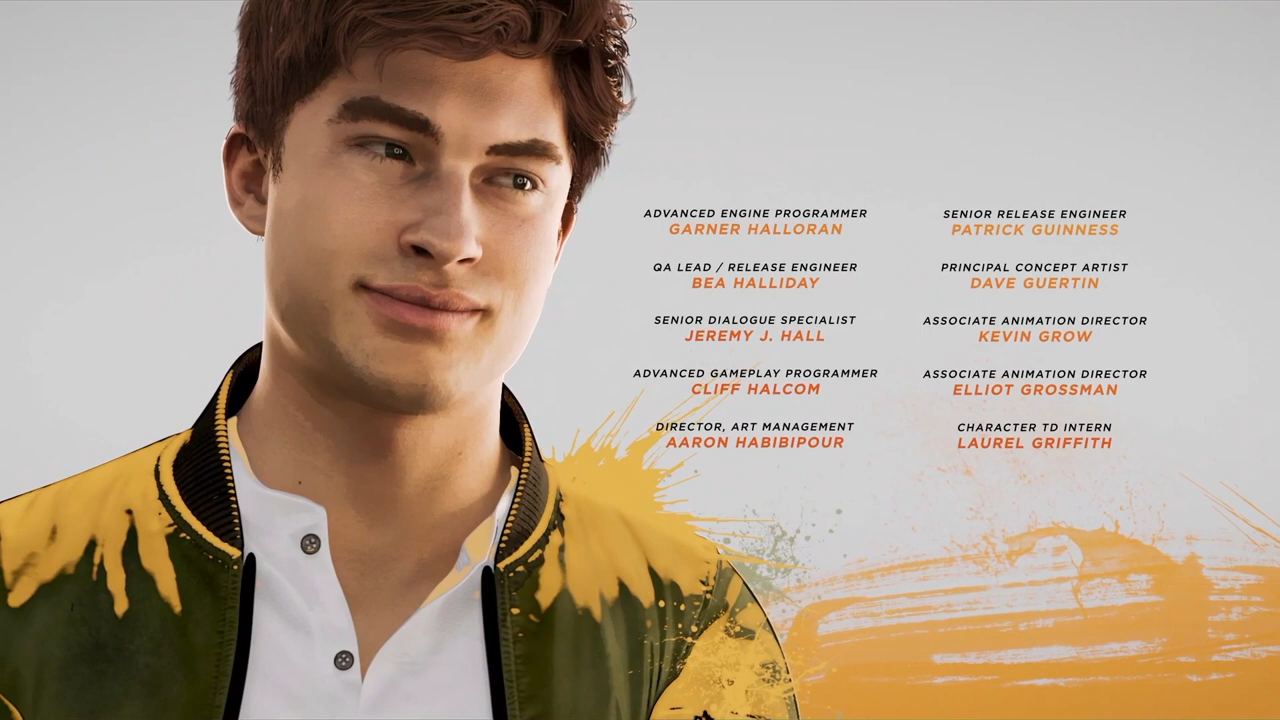 ADVANCED ENGINE PROGRAMMER
GARNER HALLORAN
QA LEAD / RELEASE ENGINEER
BEA HALLIDAY
SENIOR DIALOGUE SPECIALIST
JEREMY J. HALL
ADVANCED GAMEPLAY PROGRAMMER
CLIFF HALCOM
DIRECTOR, ART MANAGEMENT
AARON HABIBIPOUR
SENIOR RELEASE ENGINEER
PATRICK GUINNESS
PRINCIPAL CONCEPT ARTIST
DAVE GUERTIN
ASSOCIATE ANIMATION DIRECTOR
KEVIN GROW
ASSOCIATE ANIMATION DIRECTOR
ELLIOT GROSSMAN
CHARACTER TD INTERN
LAUREL GRIFFITH